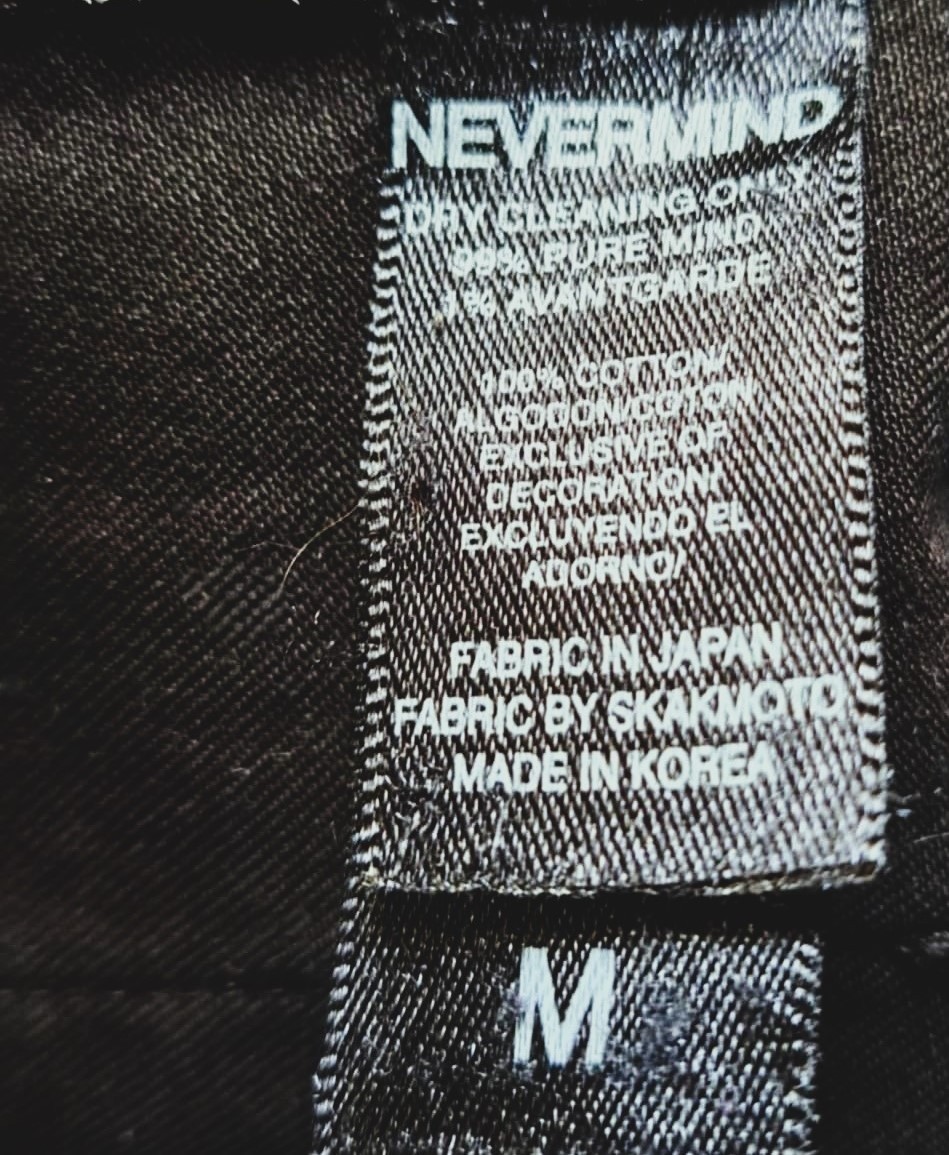 NEVERMIND
DRY CLEANING ONLY
99% PURE MIND
1% AVANTGARDE
100% COTTON/
ALGODON/COTON
EXCLUSIVE OF
DECORATION/
EXCLUYENDO EL
ADORNO/
FABRIC IN JAPAN
FABRIC BY SKAKMOTO
MADE IN KOREA
M